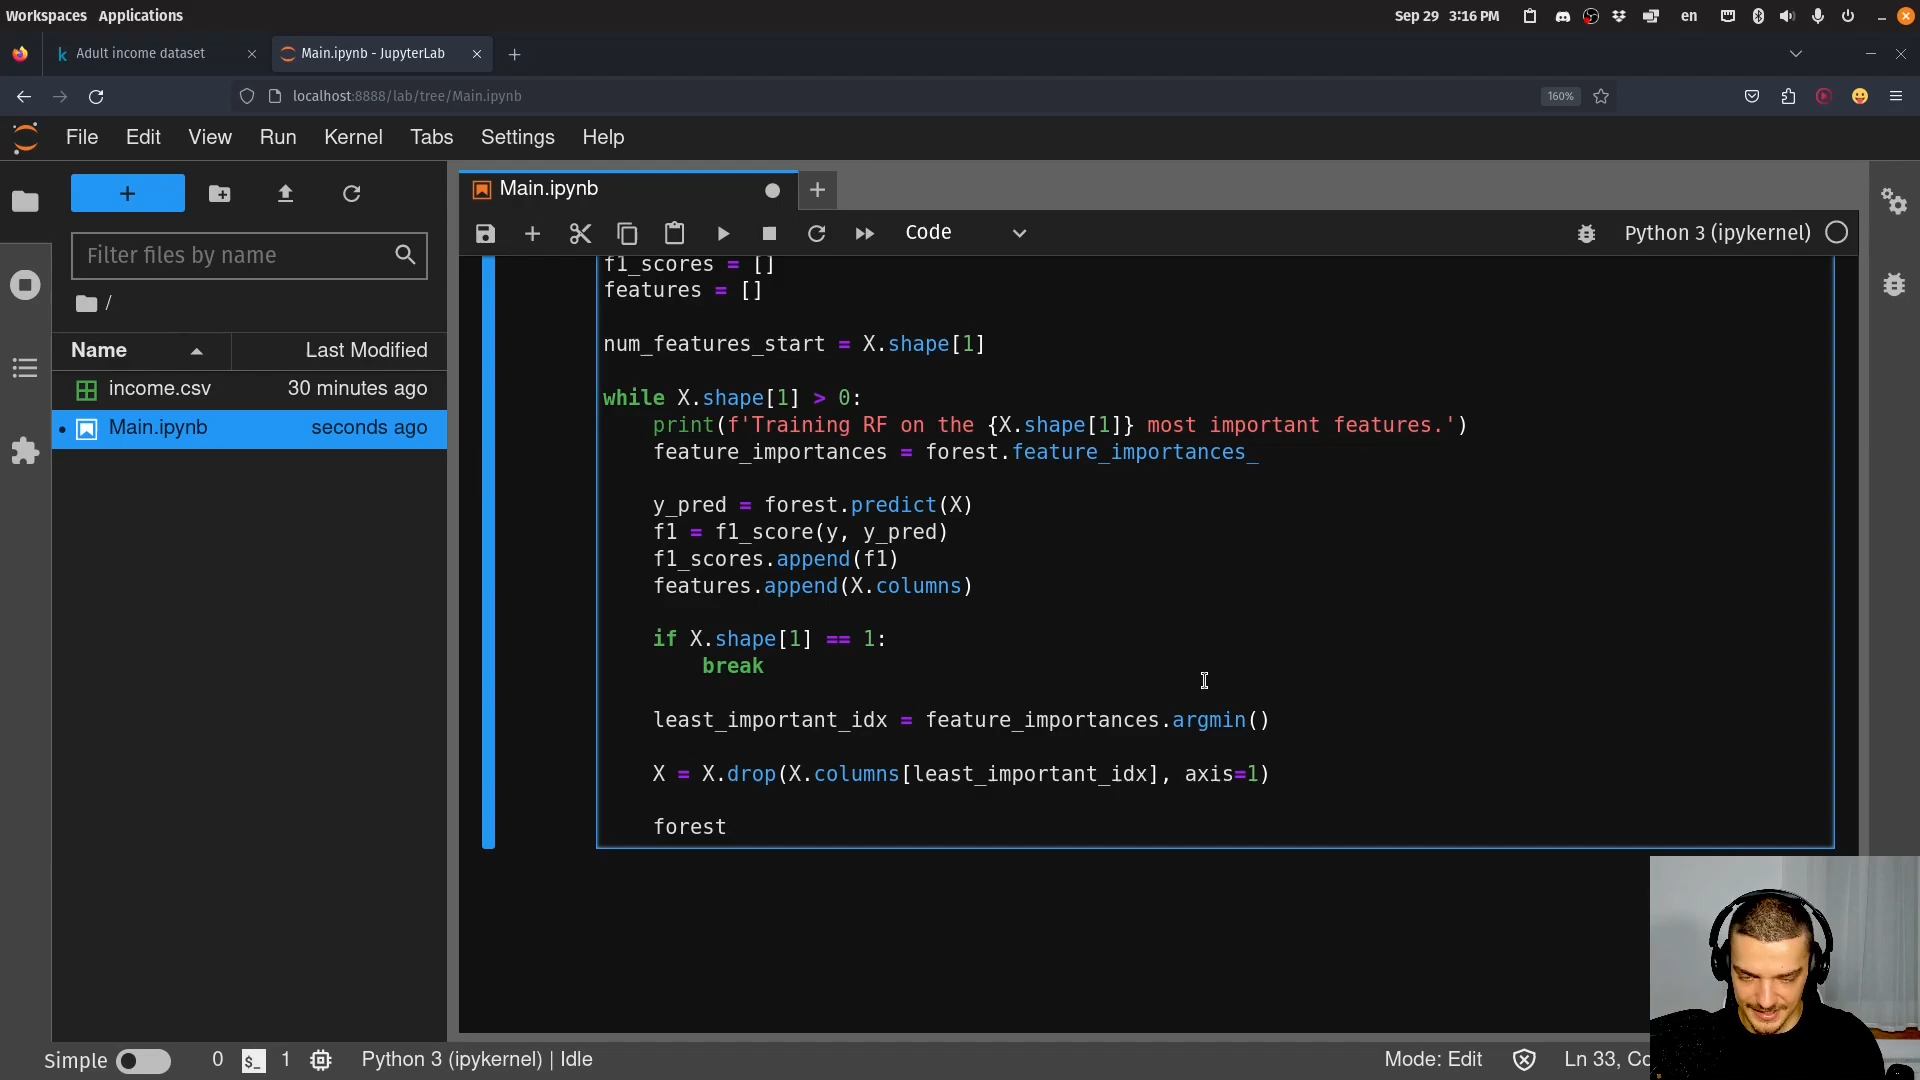 Workspaces Applications
Sep 29 3:16 PM
en
Adult income dataset
Main.ipynb - JupyterLab
localhost:8888/lab/tree/Main.ipynb
160%
File Edit View Run Kernel Tabs Settings Help
Main.ipynb
Code
Python 3 (ipykernel)
Filter files by name
/
Name
Last Modified
income.csv
30 minutes ago
Main.ipynb
seconds ago
f1_scores = []
features = []
num_features_start = X.shape[1]
while X.shape[1] > 0:
print(f'Training RF on the {X.shape[1]} most important features.')
feature_importances = forest.feature_importances_
y_pred = forest.predict(X)
f1 = f1_score(y, y_pred)
f1_scores.append(f1)
features.append(X.columns)
if X.shape[1] == 1:
break
least_important_idx = feature_importances.argmin()
X = X.drop(X.columns[least_important_idx], axis=1)
forest
Simple
0
$_
1
Python 3 (ipykernel) | Idle
Mode: Edit
Ln 33,